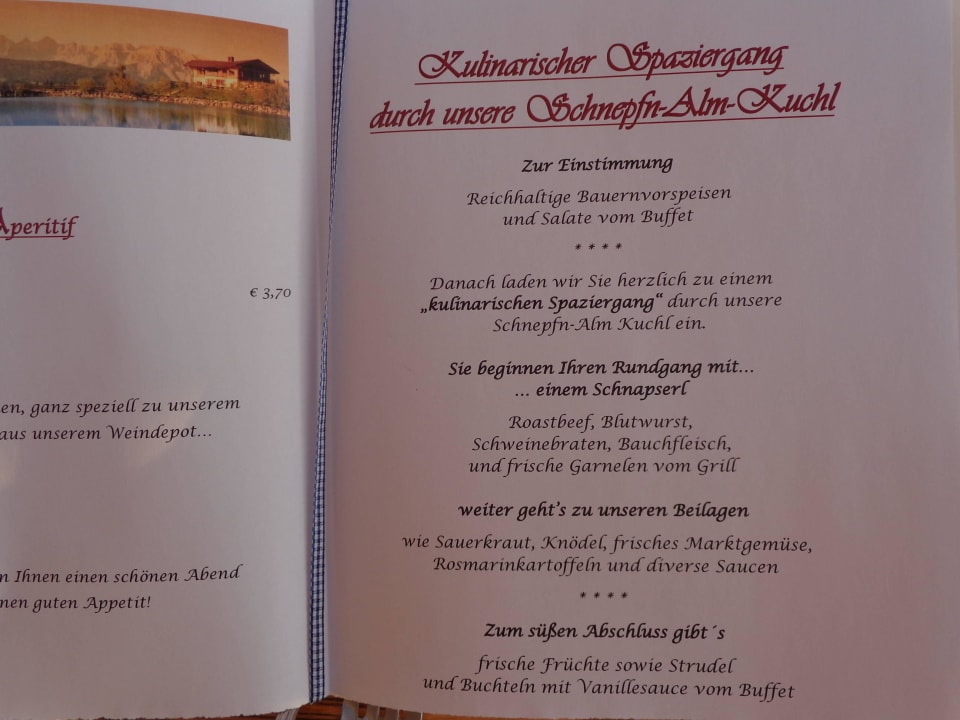 Aperitif
€ 3,70
en, ganz speziell zu unserem
aus unserem Weindepot…
n Ihnen einen schönen Abend
nen guten Appetit!
Kulinarischer Spaziergang
durch unsere Schnepfn-Alm-Kuchl
Zur Einstimmung
Reichhaltige Bauernvorspeisen
und Salate vom Buffet
* * * *
Danach laden wir Sie herzlich zu einem
„kulinarischen Spaziergang“ durch unsere
Schnepfn-Alm Kuchl ein.
Sie beginnen Ihren Rundgang mit…
… einem Schnapserl
Roastbeef, Blutwurst,
Schweinebraten, Bauchfleisch,
und frische Garnelen vom Grill
weiter geht's zu unseren Beilagen
wie Sauerkraut, Knödel, frisches Marktgemüse,
Rosmarinkartoffeln und diverse Saucen
* * * *
Zum süßen Abschluss gibt´s
frische Früchte sowie Strudel
und Buchteln mit Vanillesauce vom Buffet